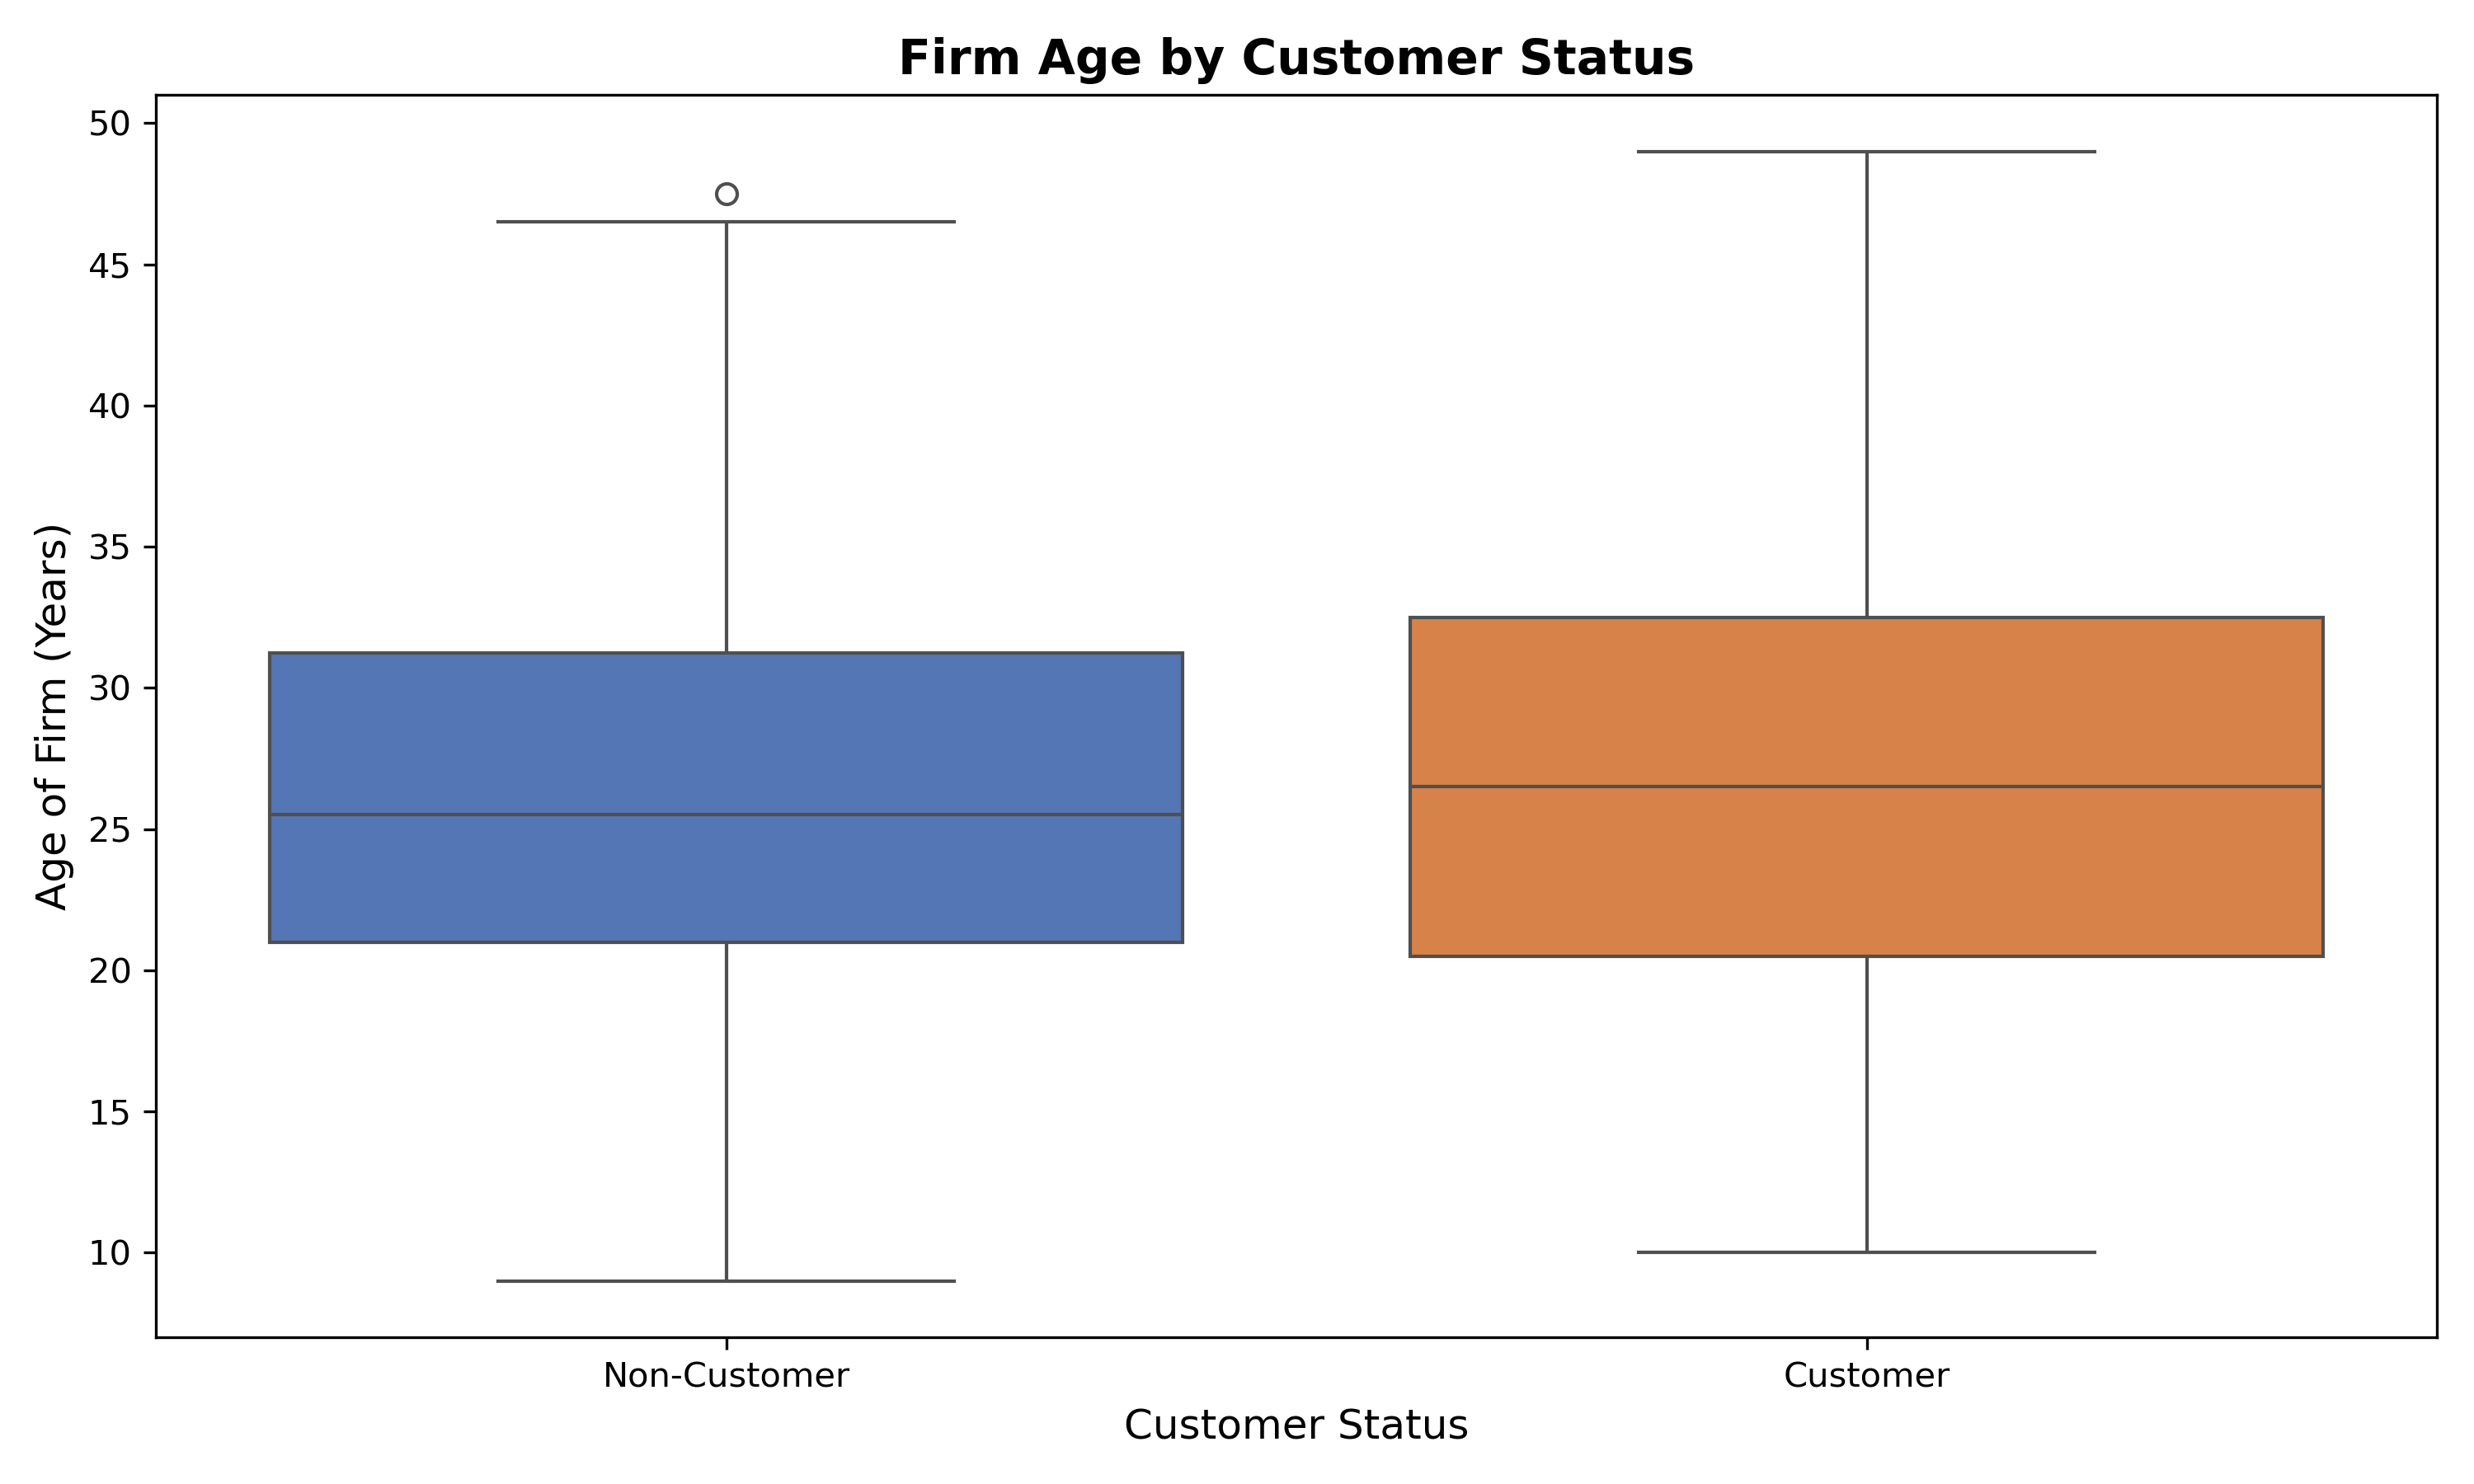 Firm Age by Customer Status
Age of Firm (Years)
50
45
40
35
30
25
20
15
10
Non-Customer
Customer
Customer Status